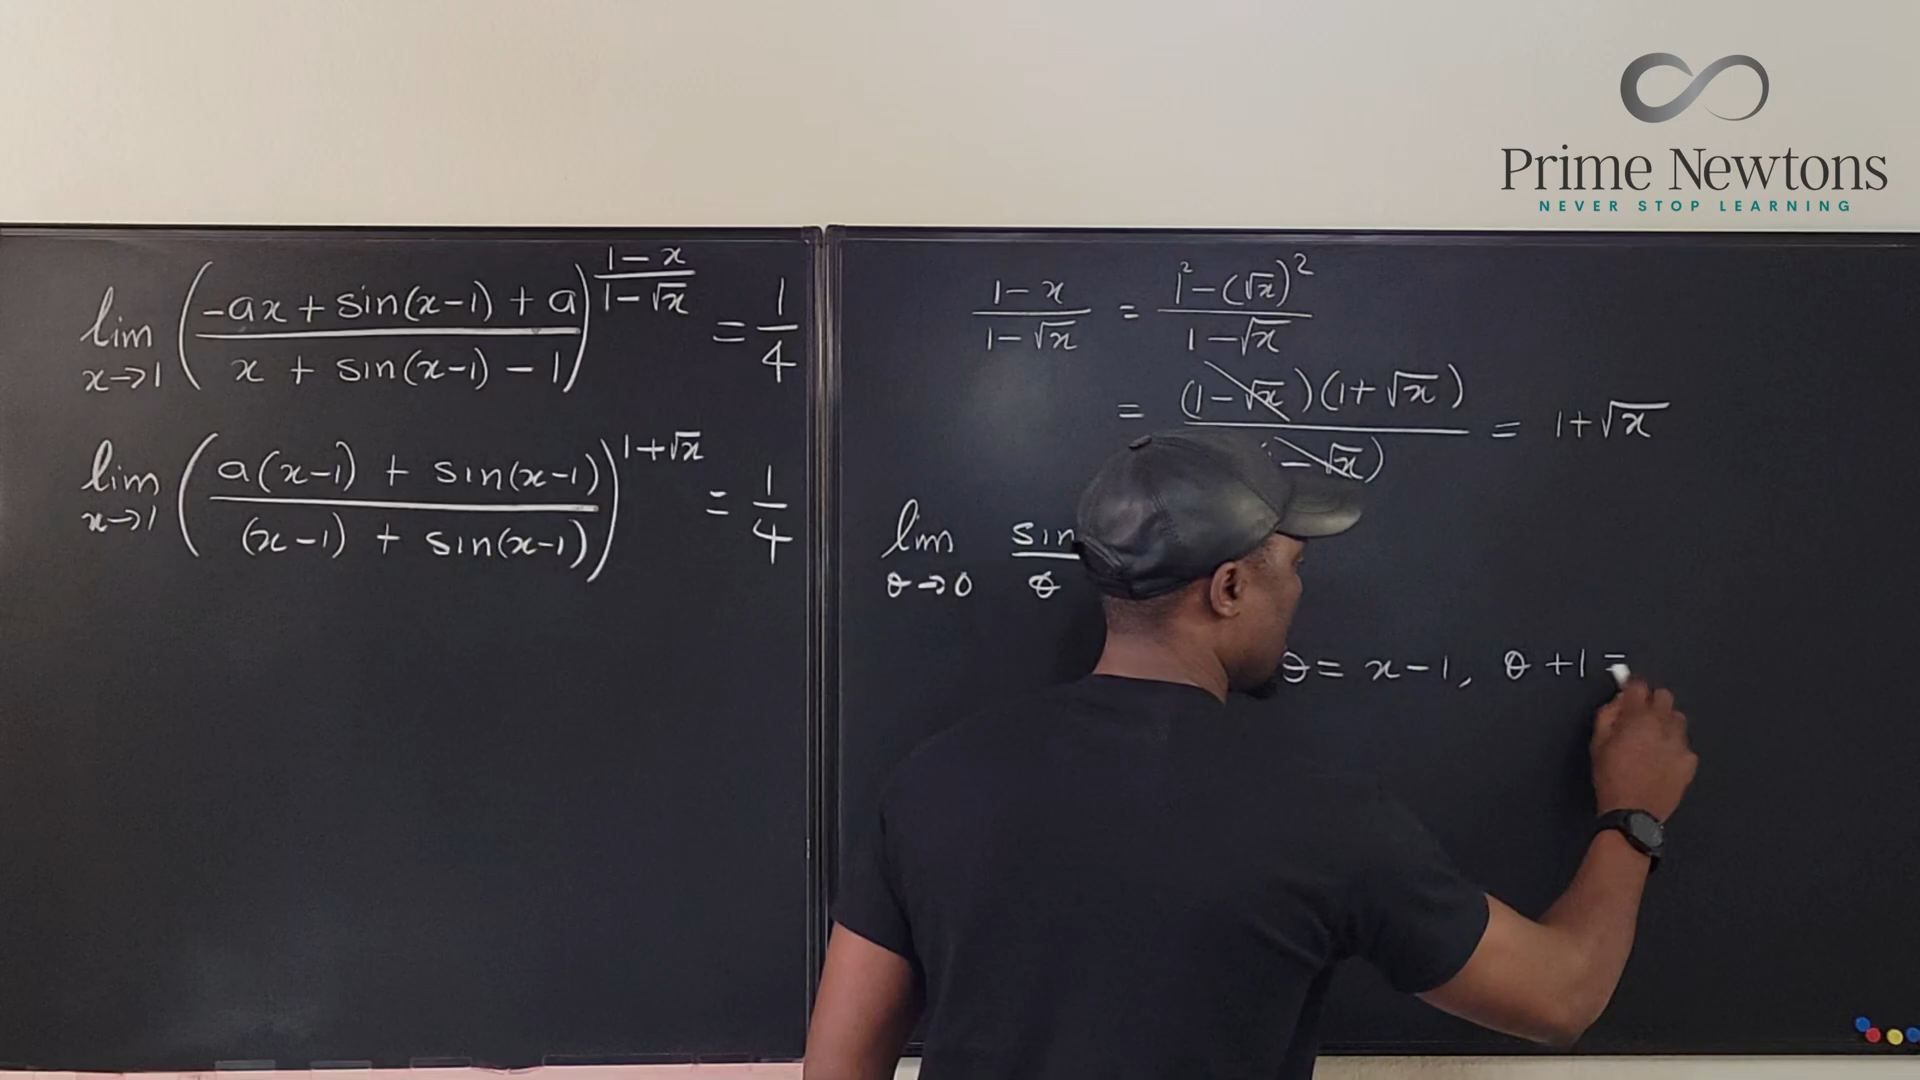 Prime Newtons
NEVER STOP LEARNING
lim x→1 ( (-ax + sin(x-1) + a) / (x + sin(x-1) - 1) )^((1-x)/(1-√x)) = 1/4
lim x→1 ( (a(x-1) + sin(x-1)) / ((x-1) + sin(x-1)) )^(1+√x) = 1/4
(1-x)/(1-√x) = (1² - (√x)²)/(1-√x)
= (1-√x)(1+√x) / -√x) = 1+√x
lim θ→0 sin / θ
θ = x-1, θ+1 =